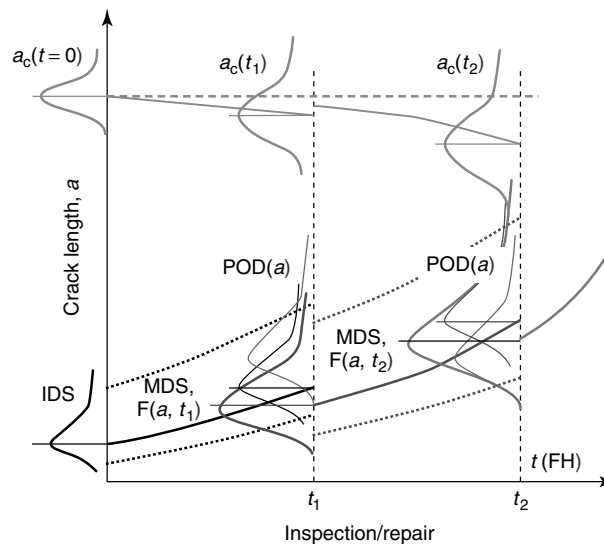 a_c(t = 0)
a_c(t_1)
a_c(t_2)
Crack length, a
POD(a)
POD(a)
IDS
MDS,
F(a, t_1)
MDS,
F(a, t_2)
t (FH)
t_1
t_2
Inspection/repair